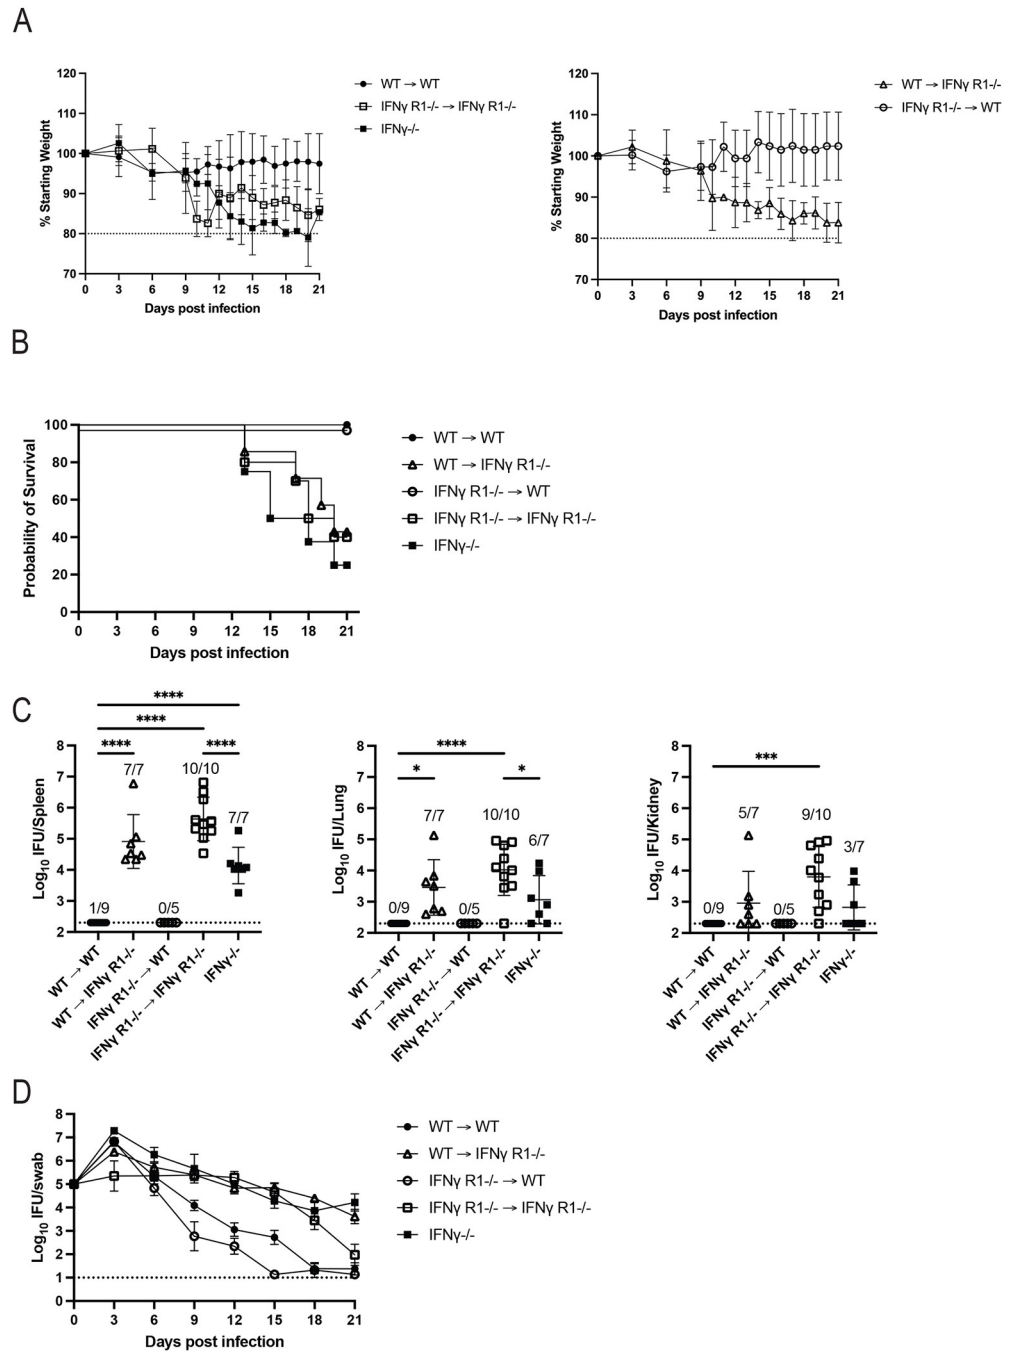 A
% Starting Weight
120
110
100
90
80
70
0 3 6 9 12 15 18 21
Days post infection
WT → WT
IFNγ R1-/- → IFNγ R1-/-
IFNγ-/-
% Starting Weight
120
110
100
90
80
70
0 3 6 9 12 15 18 21
Days post infection
WT → IFNγ R1-/-
IFNγ R1-/- → WT
B
Probability of Survival
100
80
60
40
20
0
0 3 6 9 12 15 18 21
Days post infection
WT → WT
WT → IFNγ R1-/-
IFNγ R1-/- → WT
IFNγ R1-/- → IFNγ R1-/-
IFNγ-/-
C
Log10 IFU/Spleen
8
7
6
5
4
3
2
****
****
**** ****
7/7 10/10
7/7
1/9 0/5
WT → WT
WT → IFNγ R1-/-
IFNγ R1-/- → WT
IFNγ R1-/- → IFNγ R1-/-
IFNγ-/-
Log10 IFU/Lung
8
7
6
5
4
3
2
****
* *
7/7 10/10
6/7
0/9 0/5
WT → WT
WT → IFNγ R1-/-
IFNγ R1-/- → WT
IFNγ R1-/- → IFNγ R1-/-
IFNγ-/-
Log10 IFU/Kidney
8
7
6
5
4
3
2
***
5/7 9/10
3/7
0/9 0/5
WT → WT
WT → IFNγ R1-/-
IFNγ R1-/- → WT
IFNγ R1-/- → IFNγ R1-/-
IFNγ-/-
D
Log10 IFU/swab
8
7
6
5
4
3
2
1
0
0 3 6 9 12 15 18 21
Days post infection
WT → WT
WT → IFNγ R1-/-
IFNγ R1-/- → WT
IFNγ R1-/- → IFNγ R1-/-
IFNγ-/-